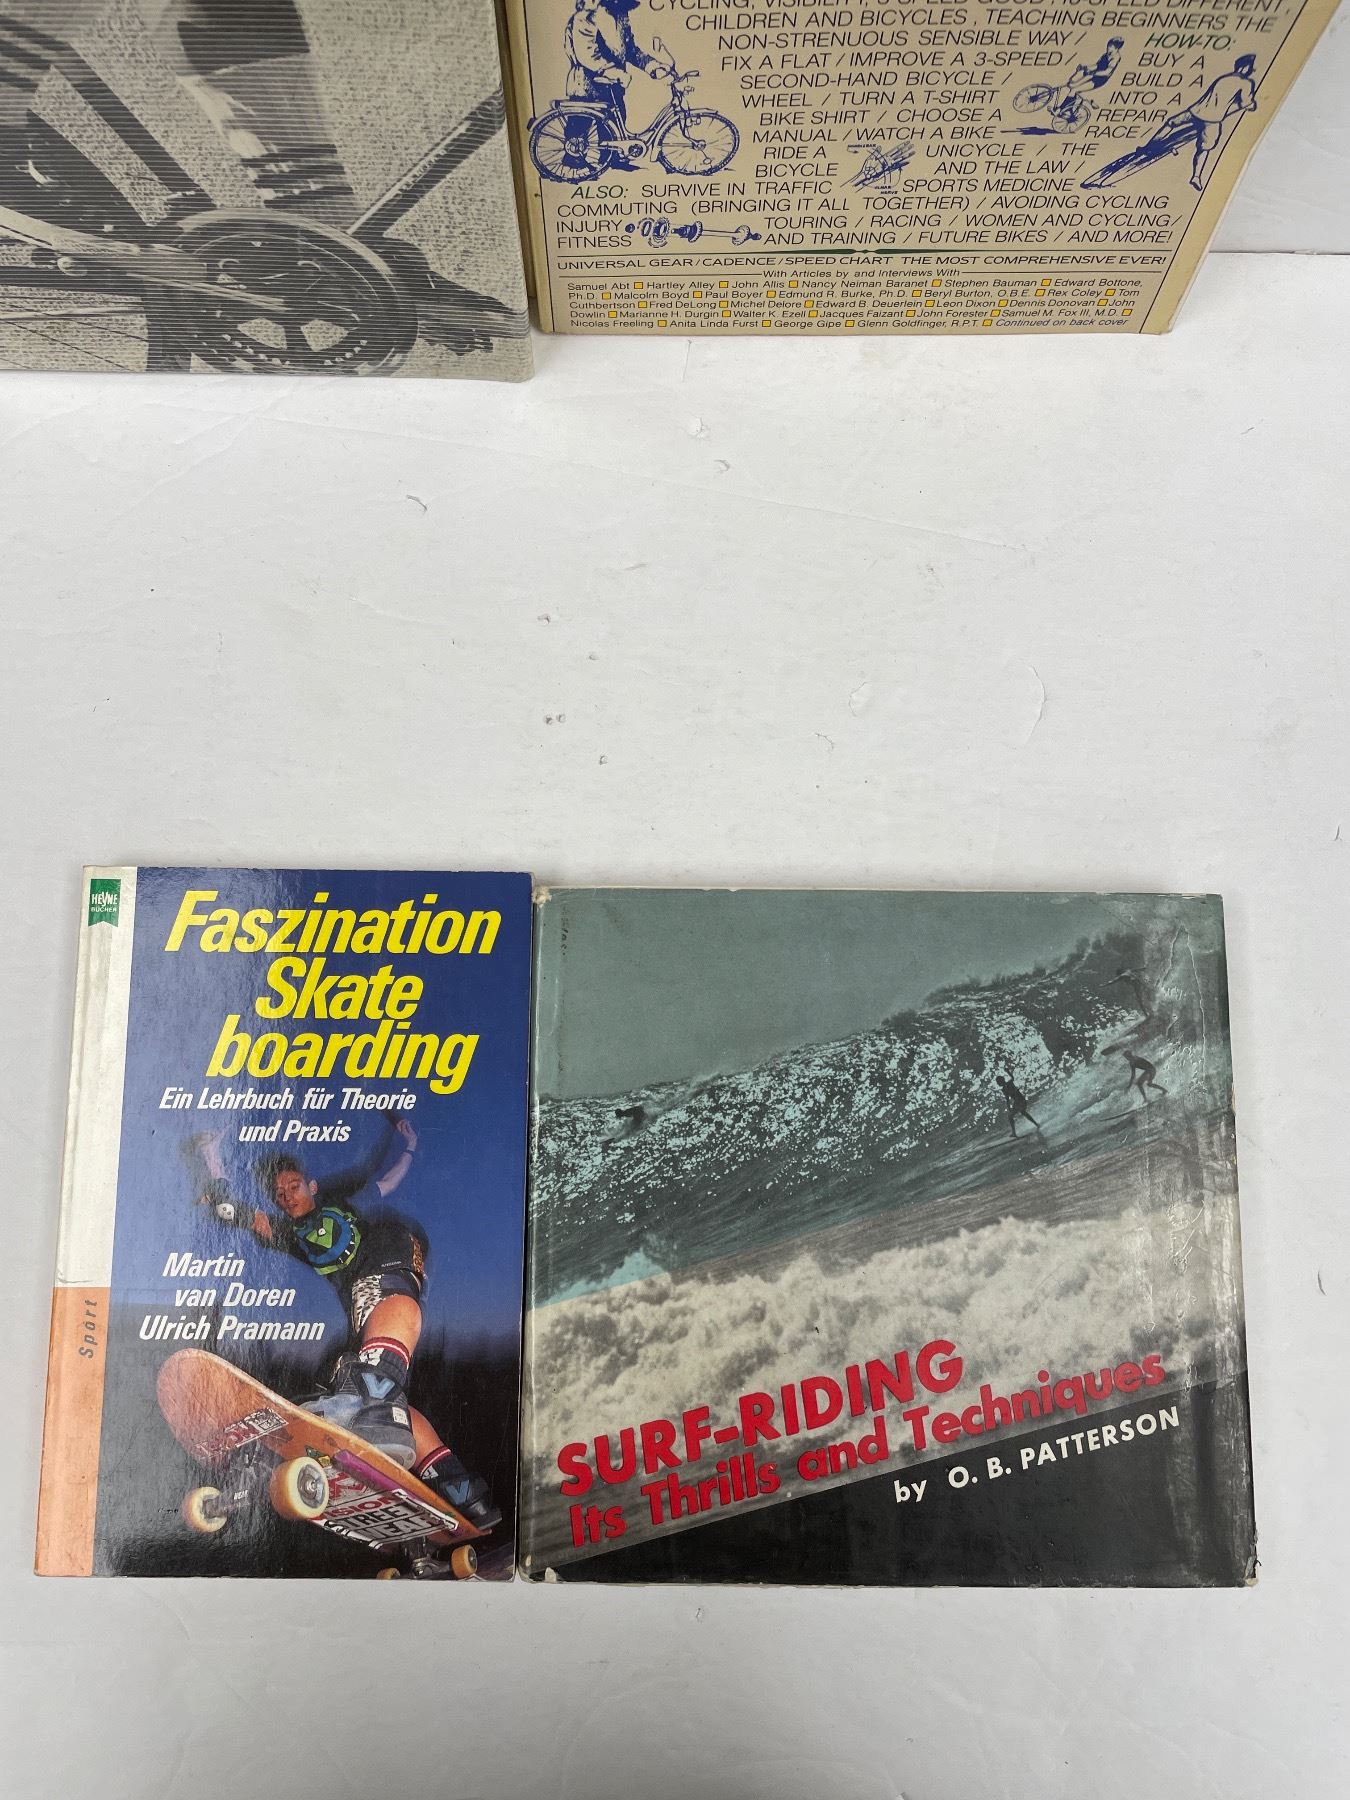 CYCLING, VISIBILITY, 3-SPEED GOOD, 10-SPEED DIFFERENT,
CHILDREN AND BICYCLES, TEACHING BEGINNERS THE
NON-STRENUOUS SENSIBLE WAY / HOW-TO:
FIX A FLAT / IMPROVE A 3-SPEED / BUY A
SECOND-HAND BICYCLE / BUILD A
WHEEL / TURN A T-SHIRT INTO A
BIKE SHIRT / CHOOSE A REPAIR
MANUAL / WATCH A BIKE RACE /
RIDE A UNICYCLE / THE
BICYCLE AND THE LAW /
ALSO: SURVIVE IN TRAFFIC SPORTS MEDICINE
COMMUTING (BRINGING IT ALL TOGETHER) / AVOIDING CYCLING
INJURY TOURING / RACING / WOMEN AND CYCLING /
FITNESS AND TRAINING / FUTURE BIKES / AND MORE!
UNIVERSAL GEAR/CADENCE/SPEED CHART THE MOST COMPREHENSIVE EVER!
With Articles by and Interviews With
Samuel Abt Hartley Alley John Allis Nancy Neiman Baranet Stephen Bauman Edward Bottone,
Ph.D. Malcolm Boyd Paul Boyer Edmund R. Burke, Ph.D. Beryl Burton, O.B.E. Rex Coley Tom
Cuthbertson Fred DeLong Michel Delore Edward B. Deuerlein Leon Dixon Dennis Donovan John
Dowlin Marianne H. Durgin Walter K. Ezell Jacques Faizant John Forester Samuel M. Fox III, M.D.
Nicolas Freeling Anita Linda Furst George Gipe Glenn Goldfinger, R.P.T. Continued on back cover
HEYNE
BÜCHER
Faszination
Skate
boarding
Ein Lehrbuch für Theorie
und Praxis
Martin
van Doren
Ulrich Pramann
Sport
SURF-RIDING
Its Thrills and Techniques
by O. B. PATTERSON